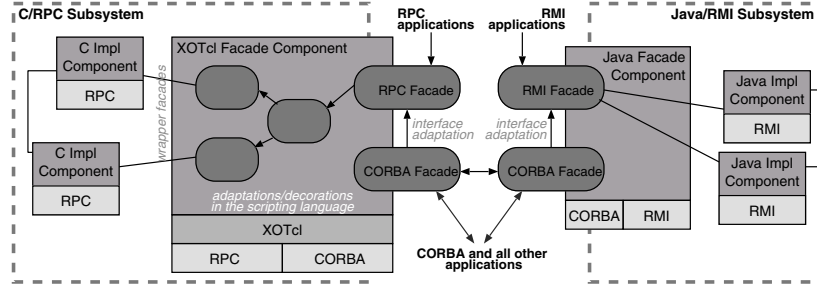 C/RPC Subsystem
RPC
applications
RMI
applications
Java/RMI Subsystem
C Impl
Component
RPC
wrapper facades
XOTcl Facade Component
RPC Facade
RMI Facade
Java Facade
Component
Java Impl
Component
RMI
interface
adaptation
interface
adaptation
C Impl
Component
RPC
CORBA Facade
CORBA Facade
Java Impl
Component
RMI
adaptations/decorations
in the scripting language
XOTcl
RPC
CORBA
CORBA
RMI
CORBA and all other
applications